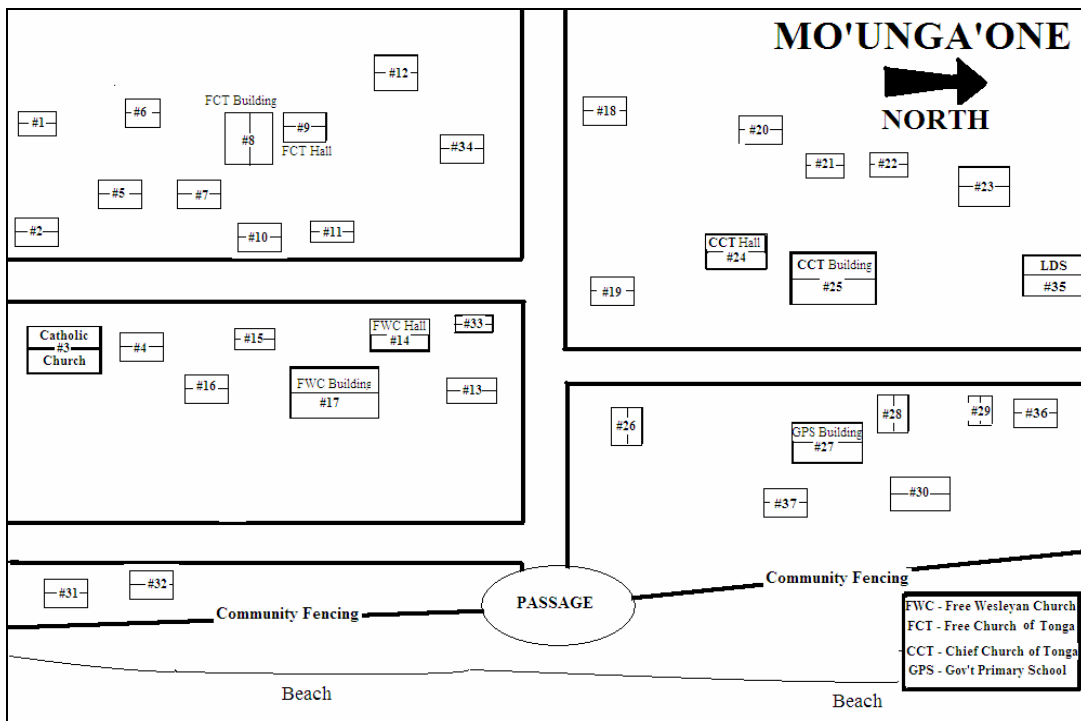 MO'UNGA'ONE
NORTH
#12
FCT Building
#6
#1
#9
#8
FCT Hall
#34
#5
#7
#2
#10
#11
#18
#20
#21
#22
#23
CCT Hall
#24
CCT Building
#25
LDS
#35
#19
Catholic
#3
Church
#4
#15
FWC Hall
#14
#33
#16
FWC Building
#17
#13
#26
GPS Building
#27
#28
#29
#36
#37
#30
#31
#32
Community Fencing
PASSAGE
Community Fencing
FWC - Free Wesleyan Church
FCT - Free Church of Tonga
CCT - Chief Church of Tonga
GPS - Gov't Primary School
Beach
Beach